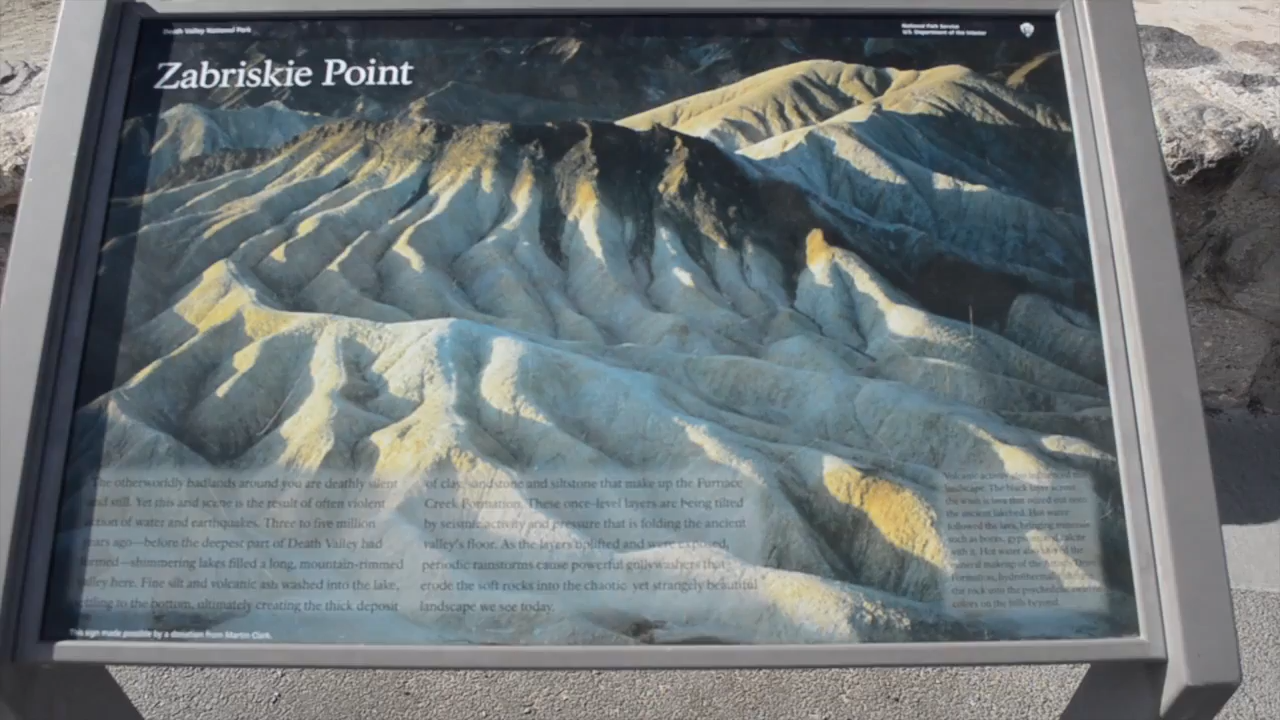 Death Valley National Park
National Park Service
U.S. Department of the Interior
Zabriskie Point
The otherworldly badlands around you are deathly silent
and still. Yet this arid scene is the result of often violent
action of water and earthquakes. Three to five million
years ago—before the deepest part of Death Valley had
formed—shimmering lakes filled a long, mountain-rimmed
valley here. Fine silt and volcanic ash washed into the lake,
settling to the bottom, ultimately creating the thick deposit
of clay, sandstone and siltstone that make up the Furnace
Creek Formation. These once-level layers are being tilted
by seismic activity and pressure that is folding the ancient
valley's floor. As the layers uplifted and were exposed,
periodic rainstorms cause powerful gullywashers that
erode the soft rocks into the chaotic yet strangely beautiful
landscape we see today.
Volcanic activity
landscape. The black layer across
the wash is lava that oozed out onto
the ancient lakebed. Hot water
followed the lava, bringing minerals
such as borax, gypsum and calcite
with it. Hot water also
mineral makeup of the Artists Drive
Formation, hydrothermally
the rock into the psychedelic
colors on the hills beyond.
This sign made possible by a donation from Martin Clark.